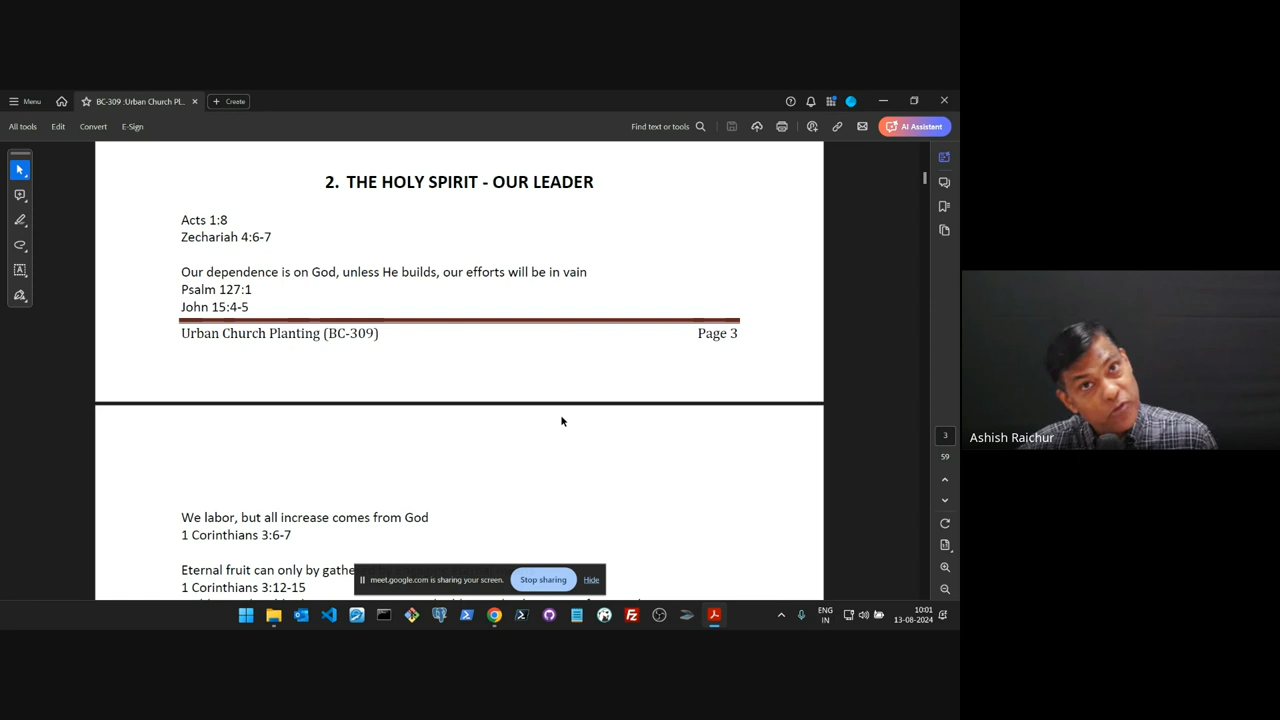 Menu
BC-309 :Urban Church Pl...
Create
All tools
Edit
Convert
E-Sign
Find text or tools
AI Assistant
2. THE HOLY SPIRIT - OUR LEADER
Acts 1:8
Zechariah 4:6-7
Our dependence is on God, unless He builds, our efforts will be in vain
Psalm 127:1
John 15:4-5
Urban Church Planting (BC-309)
Page 3
We labor, but all increase comes from God
1 Corinthians 3:6-7
Eternal fruit can only by gathe
1 Corinthians 3:12-15
meet.google.com is sharing your screen.
Stop sharing
Hide
3
59
Ashish Raichur
ENG
IN
10:01
13-08-2024